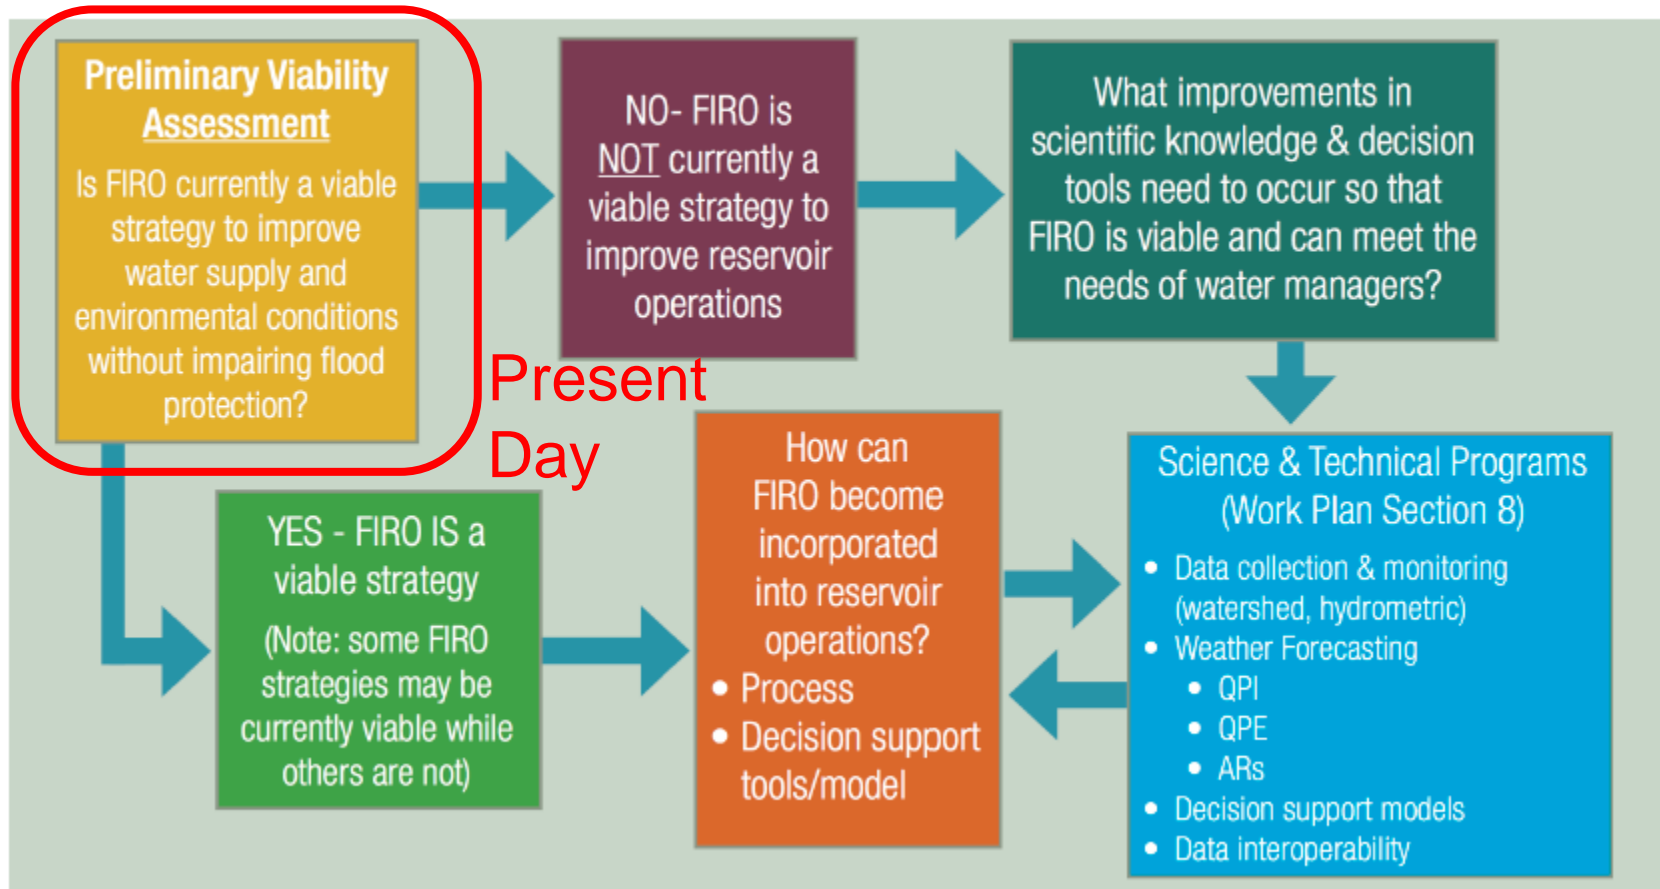 Preliminary Viability
Assessment
Is FIRO currently a viable
strategy to improve
water supply and
environmental conditions
without impairing flood
protection?
NO- FIRO is
NOT currently a
viable strategy to
improve reservoir
operations
What improvements in
scientific knowledge & decision
tools need to occur so that
FIRO is viable and can meet the
needs of water managers?
Present
Day
YES - FIRO IS a
viable strategy
(Note: some FIRO
strategies may be
currently viable while
others are not)
How can
FIRO become
incorporated
into reservoir
operations?
• Process
• Decision support
tools/model
Science & Technical Programs
(Work Plan Section 8)
• Data collection & monitoring
(watershed, hydrometric)
• Weather Forecasting
• QPI
• QPE
• ARs
• Decision support models
• Data interoperability